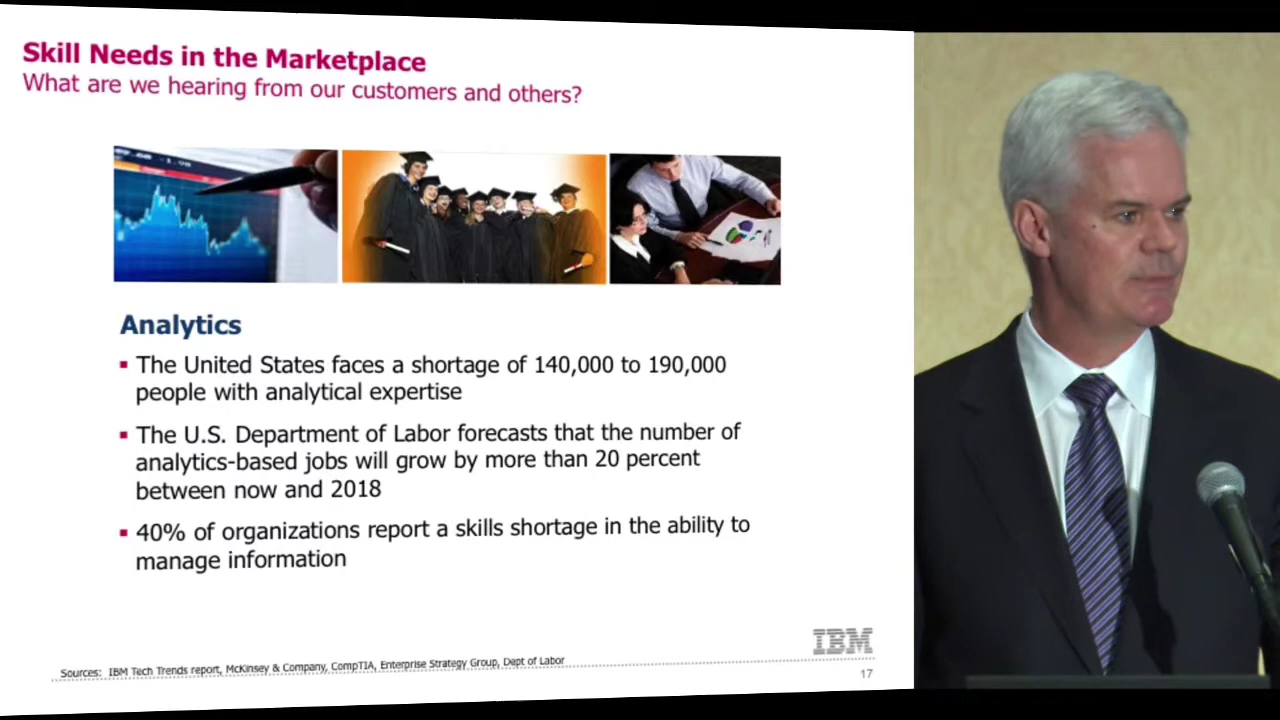 Skill Needs in the Marketplace
What are we hearing from our customers and others?
Analytics
▪ The United States faces a shortage of 140,000 to 190,000
people with analytical expertise
▪ The U.S. Department of Labor forecasts that the number of
analytics-based jobs will grow by more than 20 percent
between now and 2018
▪ 40% of organizations report a skills shortage in the ability to
manage information
IBM
Sources: IBM Tech Trends report, McKinsey & Company, CompTIA, Enterprise Strategy Group, Dept of Labor
17